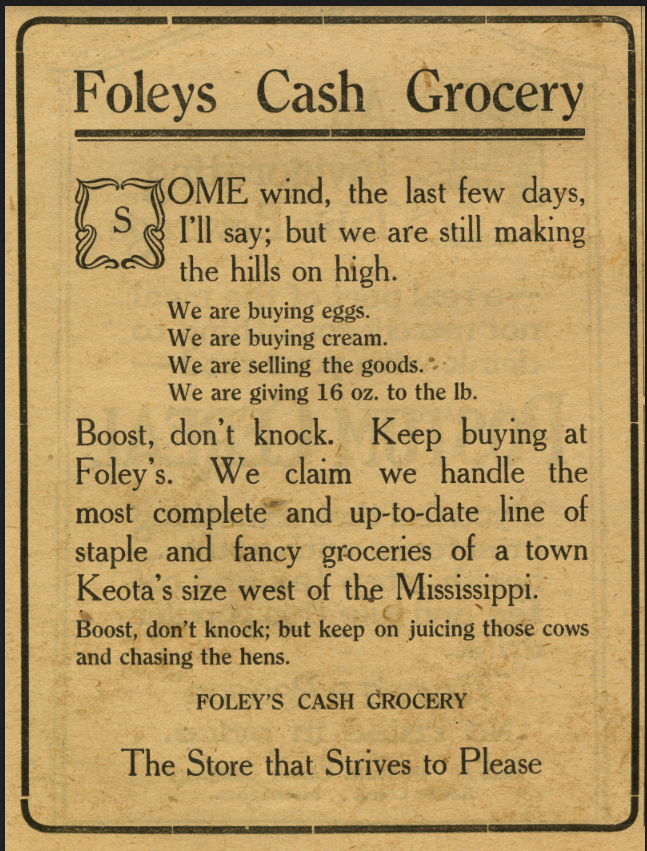 Foleys Cash Grocery
SOME wind, the last few days,
I'll say; but we are still making
the hills on high.
We are buying eggs.
We are buying cream.
We are selling the goods.
We are giving 16 oz. to the lb.
Boost, don't knock. Keep buying at
Foley's. We claim we handle the
most complete and up-to-date line of
staple and fancy groceries of a town
Keota's size west of the Mississippi.
Boost, don't knock; but keep on juicing those cows
and chasing the hens.
FOLEY'S CASH GROCERY
The Store that Strives to Please